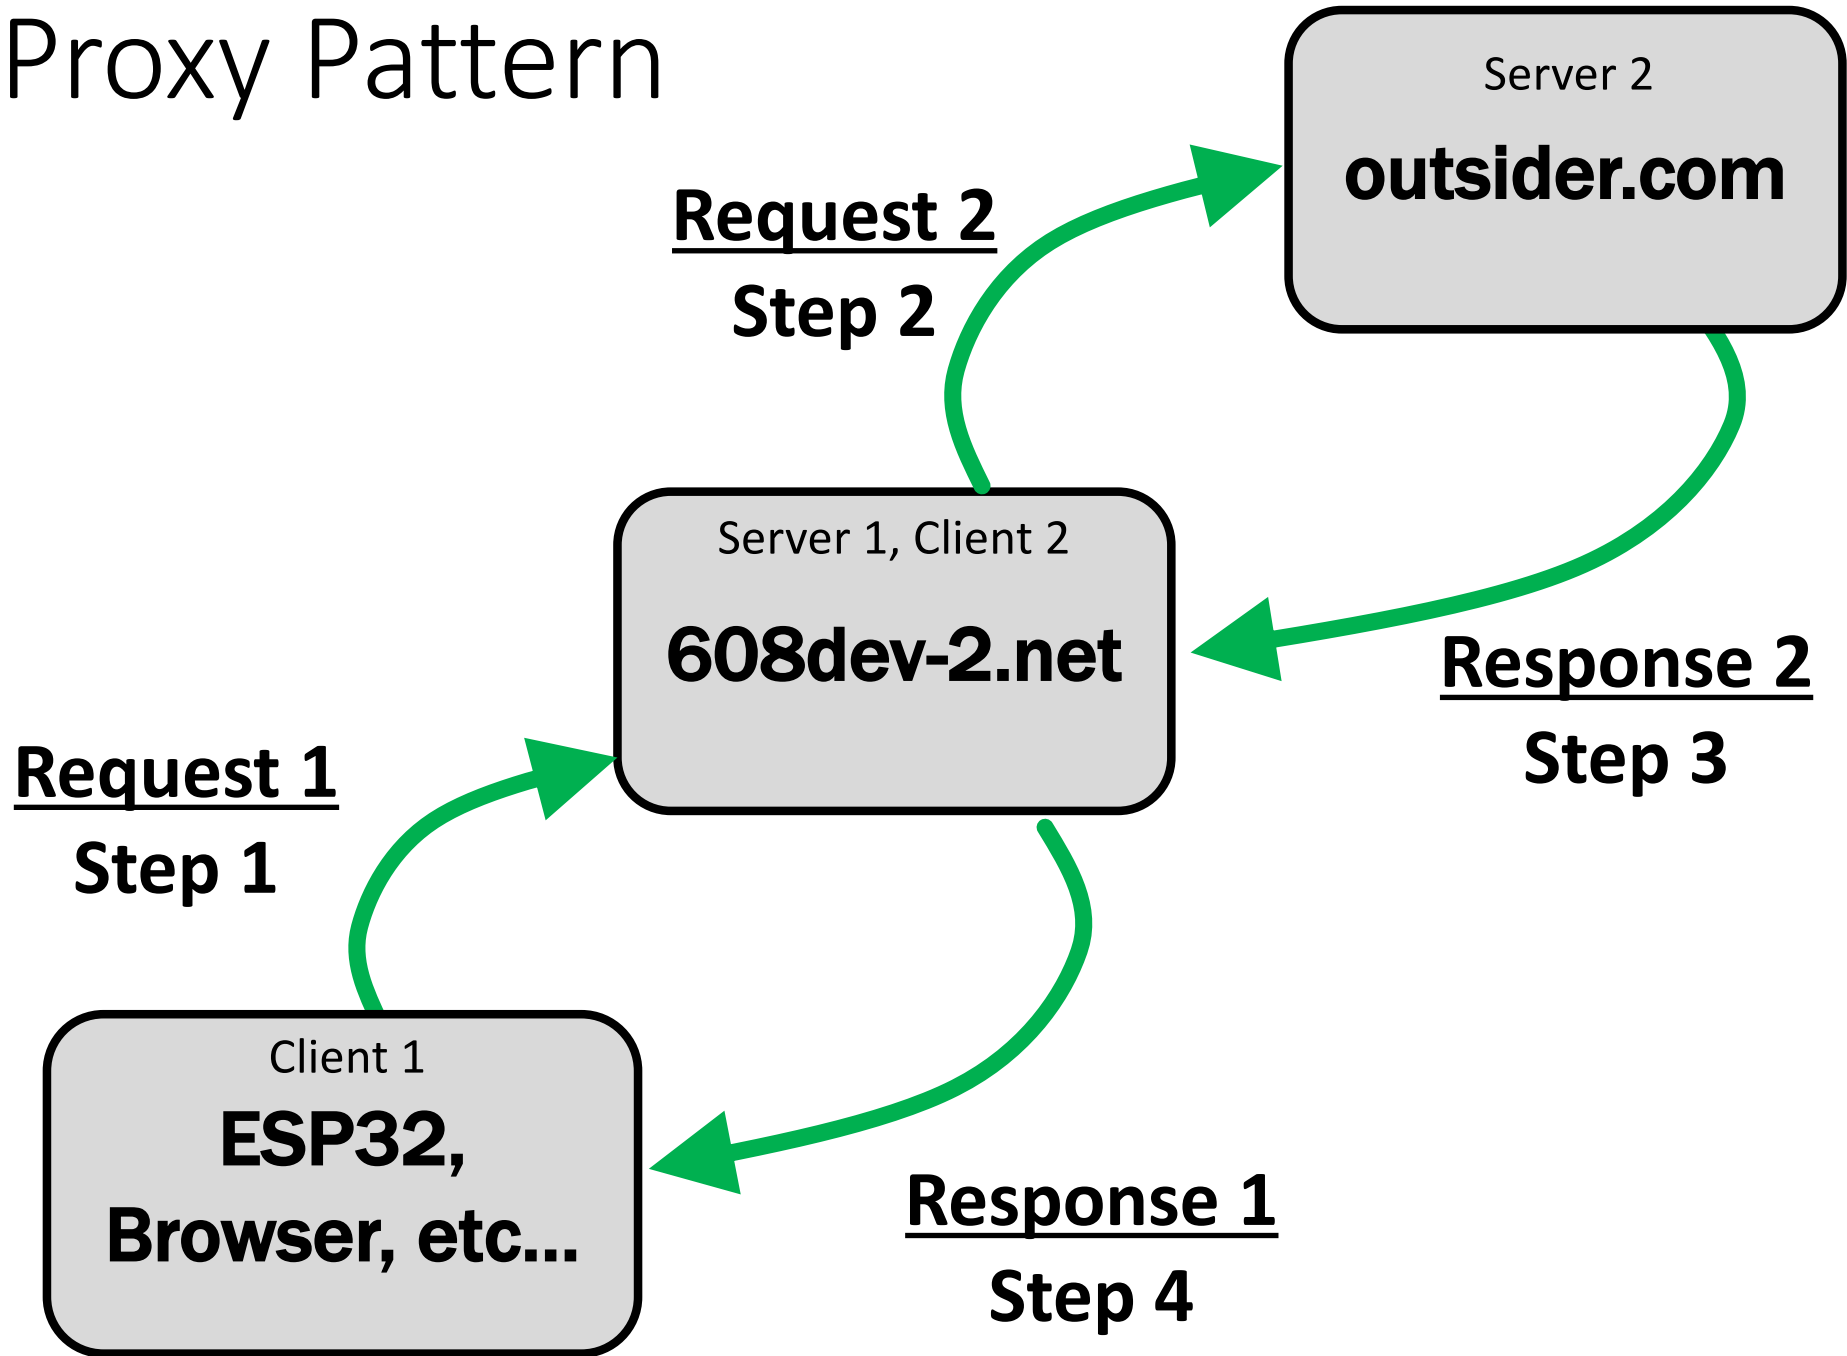 Proxy Pattern
Server 2
outsider.com
Request 2
Step 2
Server 1, Client 2
608dev-2.net
Response 2
Step 3
Request 1
Step 1
Client 1
ESP32,
Browser, etc...
Response 1
Step 4